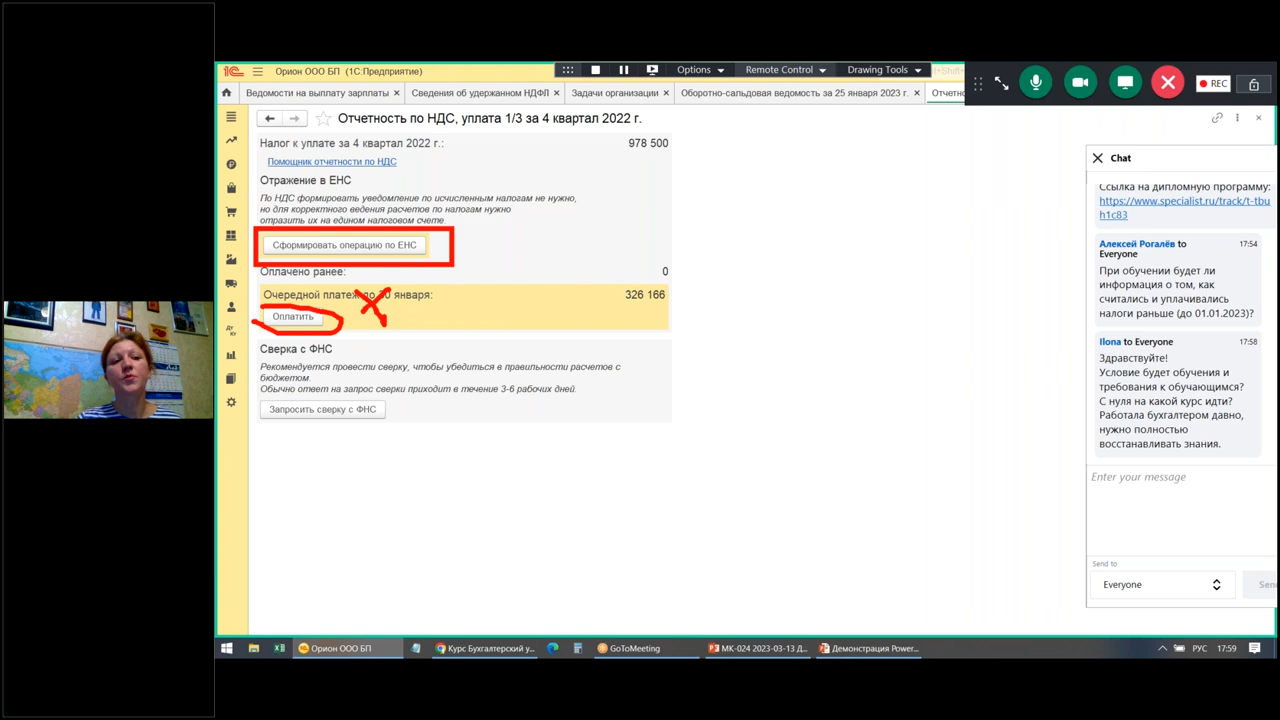 Орион ООО БП (1С:Предприятие)
Options
Remote Control
Drawing Tools
REC
Ведомости на выплату зарплаты
Сведения об удержанном НДФЛ
Задачи организации
Оборотно-сальдовая ведомость за 25 января 2023 г.
Отчетно
Отчетность по НДС, уплата 1/3 за 4 квартал 2022 г.
Налог к уплате за 4 квартал 2022 г.: 978 500
Помощник отчетности по НДС
Отражение в ЕНС
По НДС формировать уведомление по исчисленным налогам не нужно,
но для корректного ведения расчетов по налогам нужно
отразить их на едином налоговом счете.
Сформировать операцию по ЕНС
Оплачено ранее: 0
Очередной платеж до 30 января: 326 166
Оплатить
Сверка с ФНС
Рекомендуется провести сверку, чтобы убедиться в правильности расчетов с
бюджетом.
Обычно ответ на запрос сверки приходит в течение 3-6 рабочих дней.
Запросить сверку с ФНС
Chat
Ссылка на дипломную программу:
https://www.specialist.ru/track/t-tbu
h1c83
Алексей Рогалёв to 17:54
Everyone
При обучении будет ли
информация о том, как
считались и уплачивались
налоги раньше (до 01.01.2023)?
Ilona to Everyone 17:58
Здравствуйте!
Условие будет обучения и
требования к обучающимся?
С нуля на какой курс идти?
Работала бухгалтером давно,
нужно полностью
восстанавливать знания.
Enter your message
Send to
Everyone
Sen
Орион ООО БП
Курс Бухгалтерский у...
GoToMeeting
МК-024 2023-03-13 Д...
Демонстрация Power...
РУС
17:59